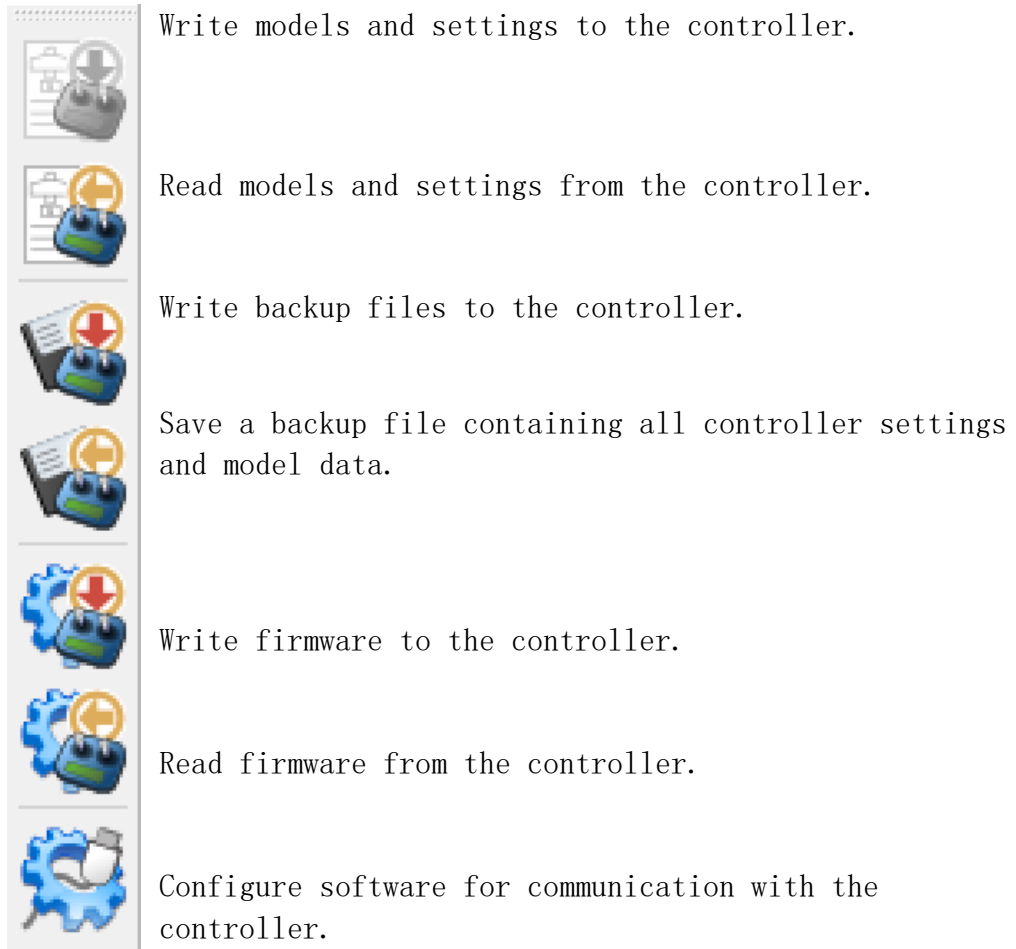 Write models and settings to the controller.
Read models and settings from the controller.
Write backup files to the controller.
Save a backup file containing all controller settings
and model data.
Write firmware to the controller.
Read firmware from the controller.
Configure software for communication with the
controller.